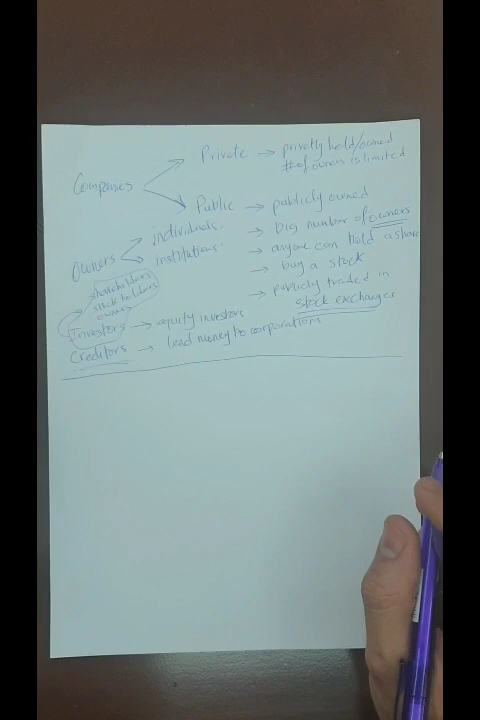 Private → privetly held/owned
# of owners is limited
Companies
Public → publicly owned
→ big number of owners
→ anyone can hold a share
→ buy a stock
→ publicly traded in
stock exchanges
Owners
individuals.
institutions.
shareholders
stockholders
owners
Investors → equity investors
Creditors → lend money to corporations